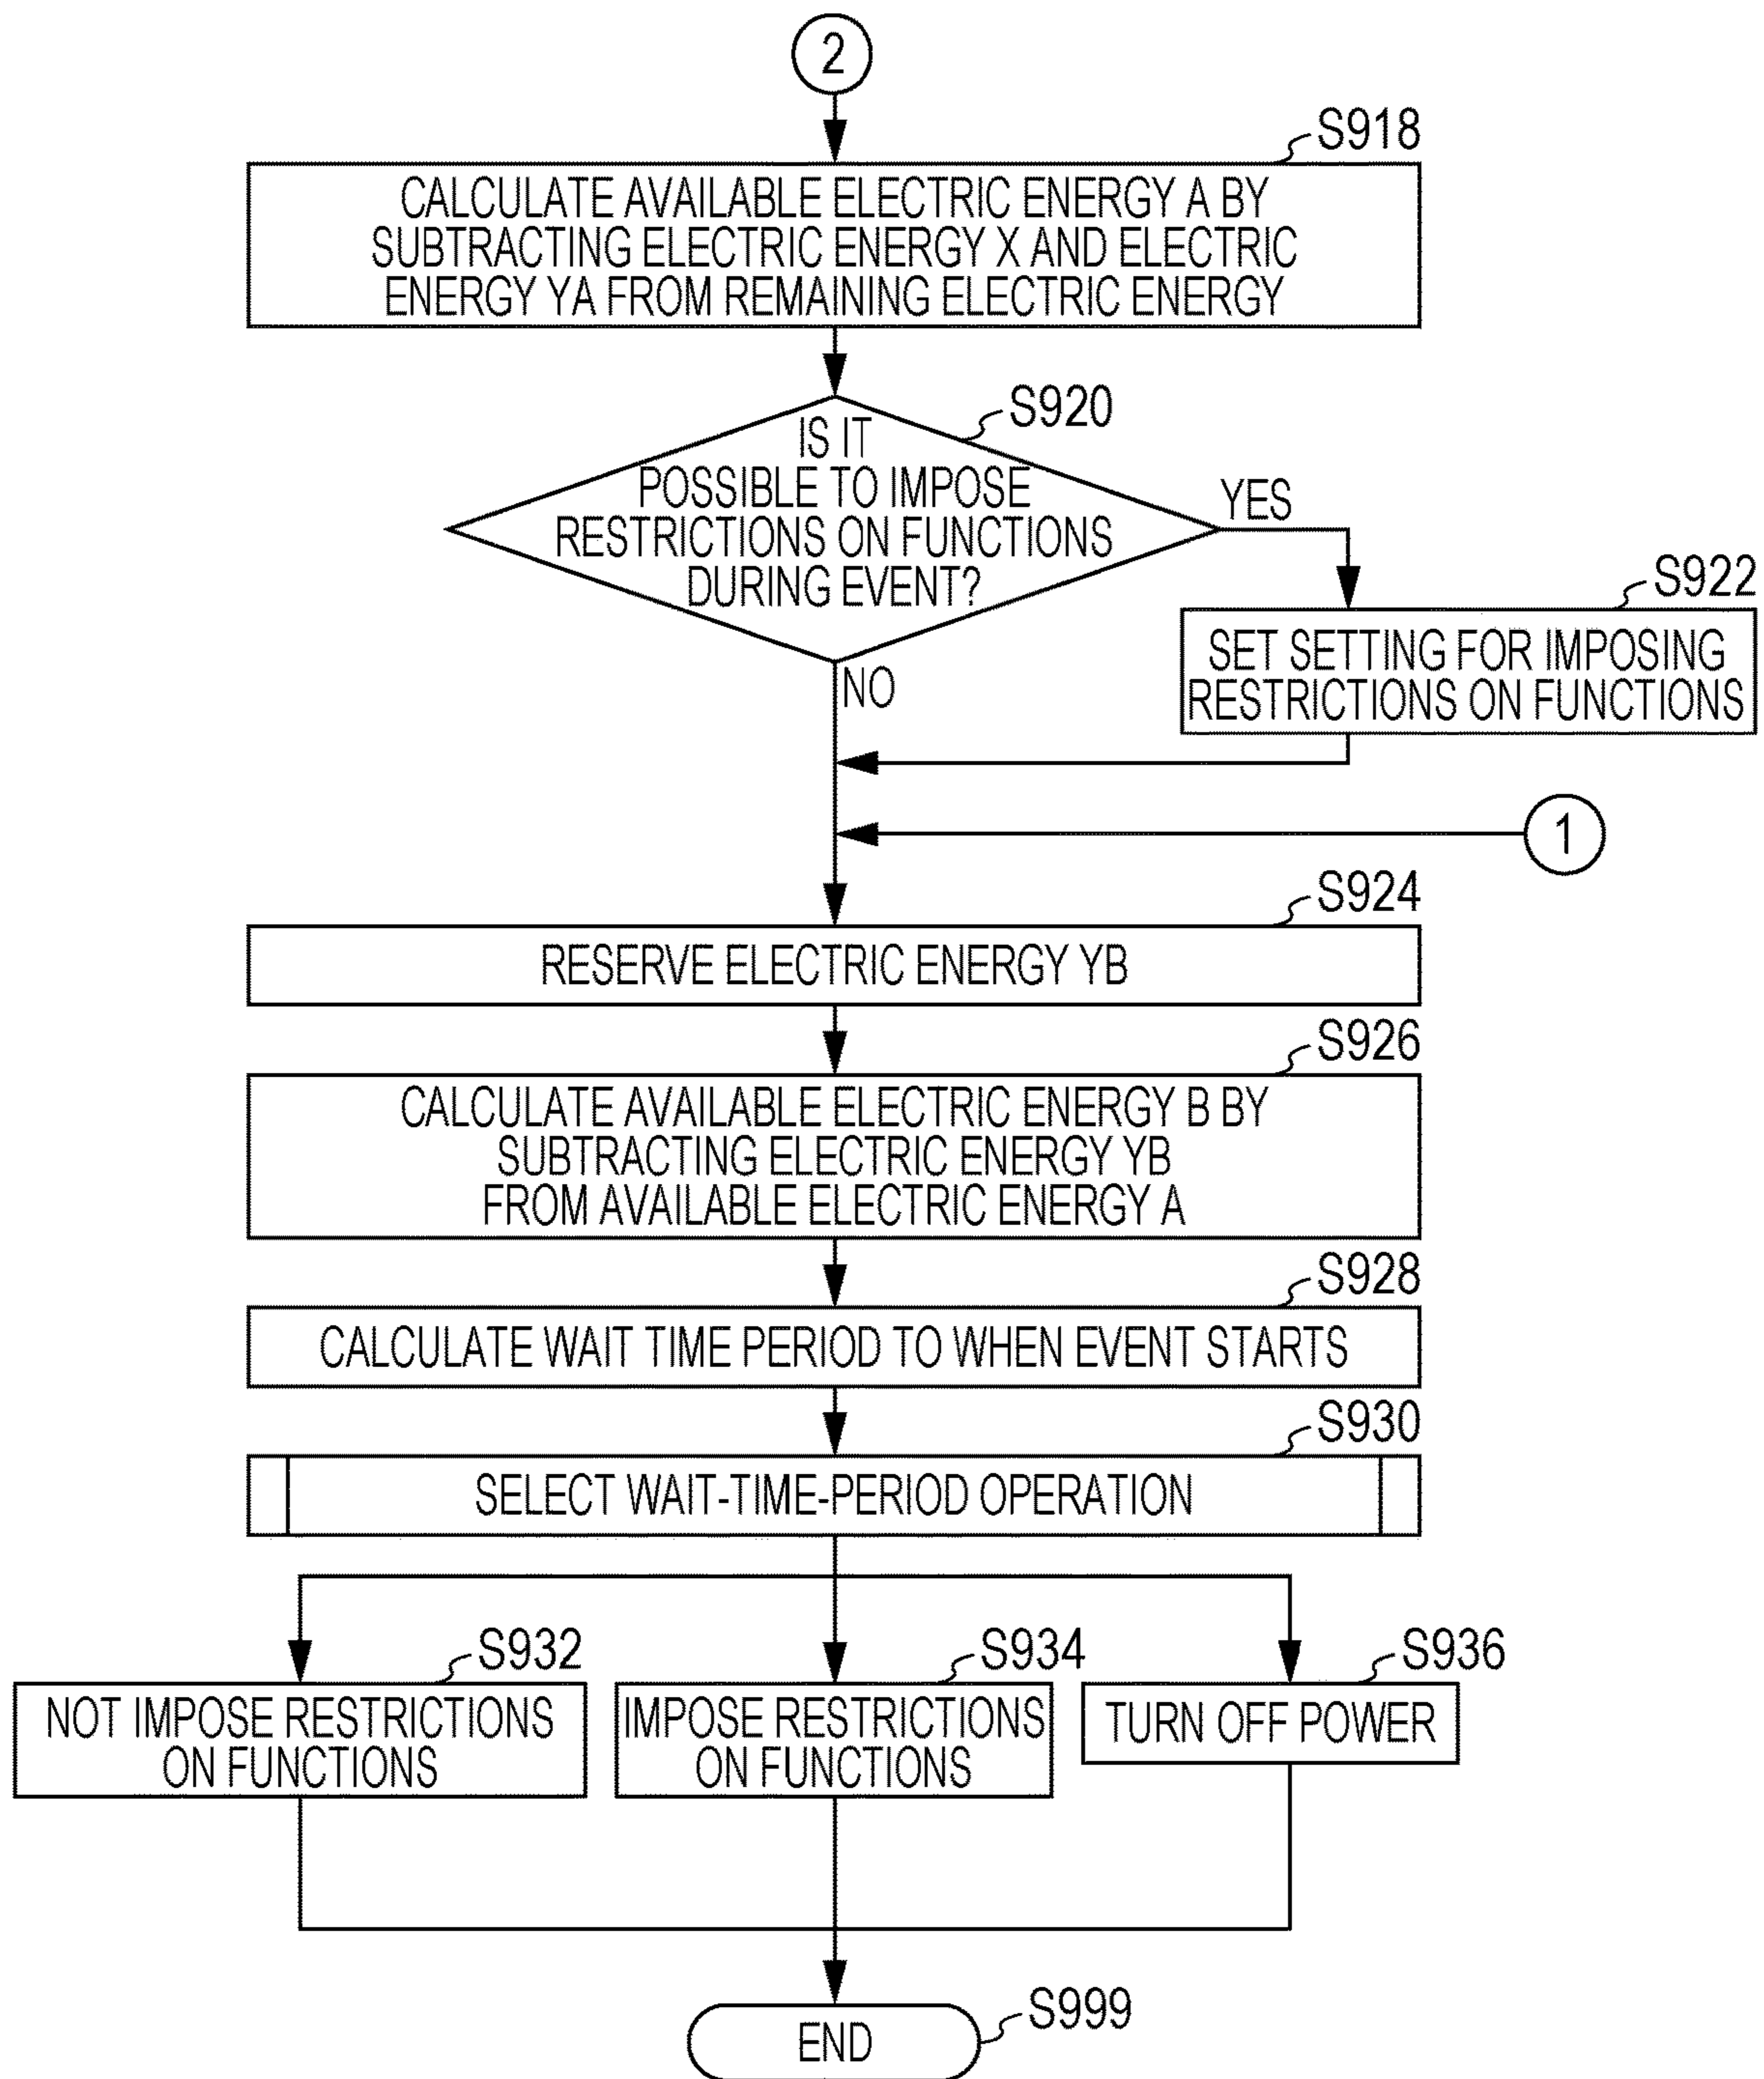 2
S918
CALCULATE AVAILABLE ELECTRIC ENERGY A BY
SUBTRACTING ELECTRIC ENERGY X AND ELECTRIC
ENERGY YA FROM REMAINING ELECTRIC ENERGY
S920
IS IT
POSSIBLE TO IMPOSE
RESTRICTIONS ON FUNCTIONS
DURING EVENT?
YES
S922
SET SETTING FOR IMPOSING
RESTRICTIONS ON FUNCTIONS
NO
1
S924
RESERVE ELECTRIC ENERGY YB
S926
CALCULATE AVAILABLE ELECTRIC ENERGY B BY
SUBTRACTING ELECTRIC ENERGY YB
FROM AVAILABLE ELECTRIC ENERGY A
S928
CALCULATE WAIT TIME PERIOD TO WHEN EVENT STARTS
S930
SELECT WAIT-TIME-PERIOD OPERATION
S932
NOT IMPOSE RESTRICTIONS
ON FUNCTIONS
S934
IMPOSE RESTRICTIONS
ON FUNCTIONS
S936
TURN OFF POWER
S999
END